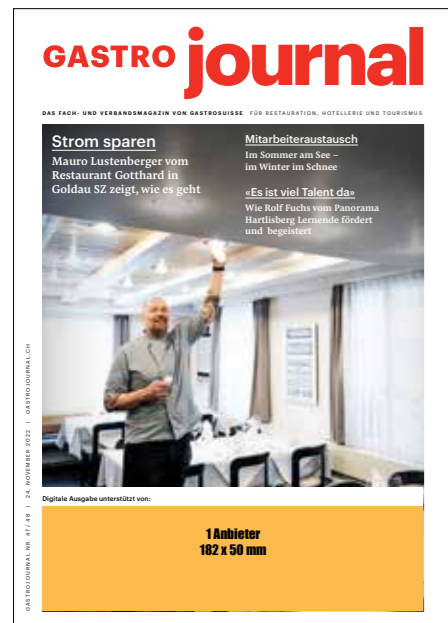 GASTRO journal
DAS FACH- UND VERBANDSMAGAZIN VON GASTROSUISSE FÜR RESTAURATION, HOTELLERIE UND TOURISMUS
Strom sparen
Mauro Lustenberger vom
Restaurant Gotthard in
Goldau SZ zeigt, wie es geht
Mitarbeiteraustausch
Im Sommer am See –
im Winter im Schnee
«Es ist viel Talent da»
Wie Rolf Fuchs vom Panorama
Hartlisberg Lernende fördert
und begeistert
GASTROJOURNAL NR. 47/48 | 24. NOVEMBER 2022 | GASTROJOURNAL.CH
Digitale Ausgabe unterstützt von:
1 Anbieter
182 x 50 mm